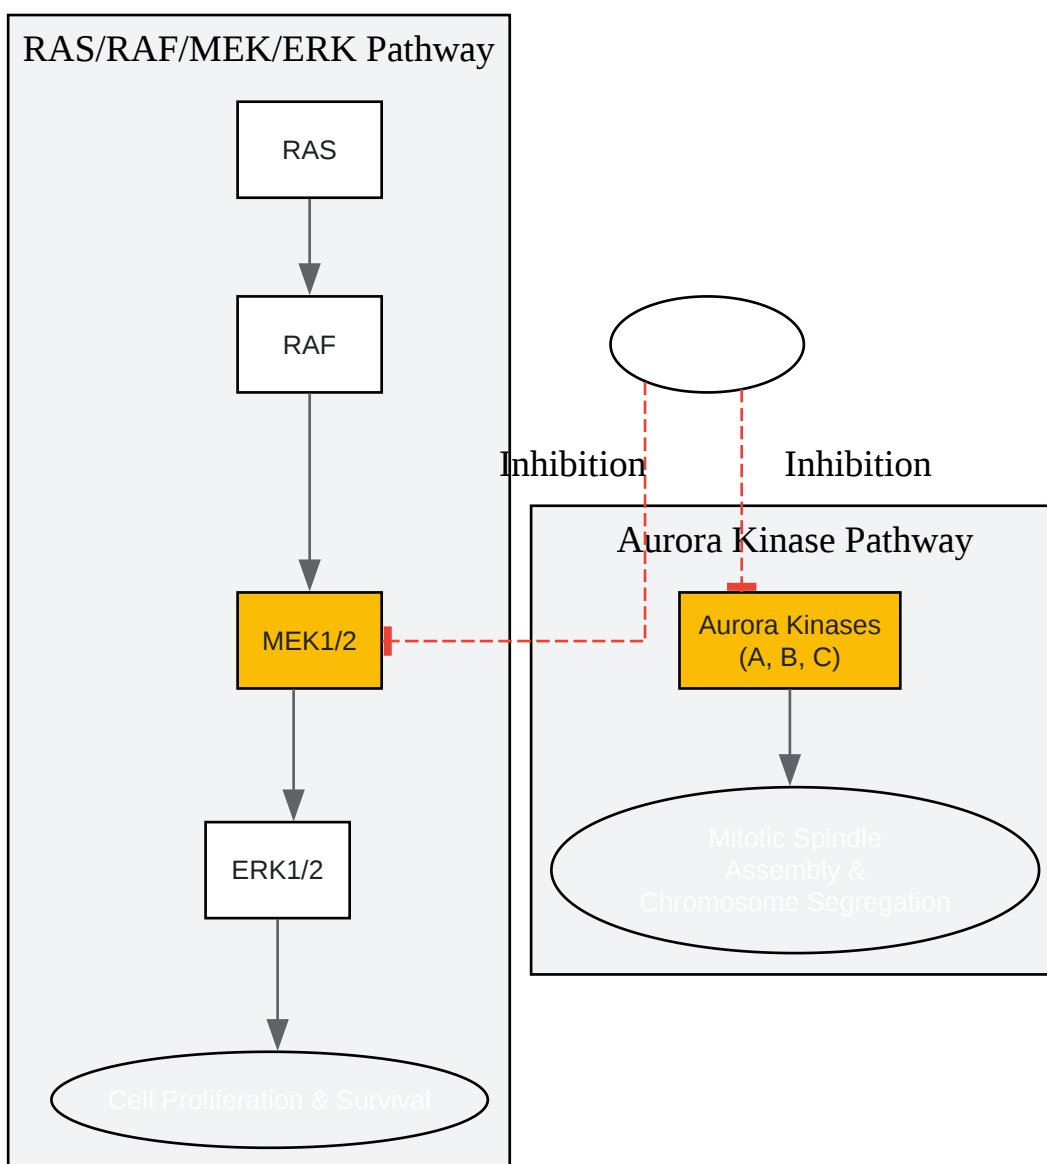 RAS/RAF/MEK/ERK Pathway
RAS
RAF
Inhibition
Inhibition
Aurora Kinase Pathway
MEK1/2
Aurora Kinases
(A, B, C)
ERK1/2
Mitotic Spindle
Assembly &
Chromosome Segregation
Cell Proliferation & Survival